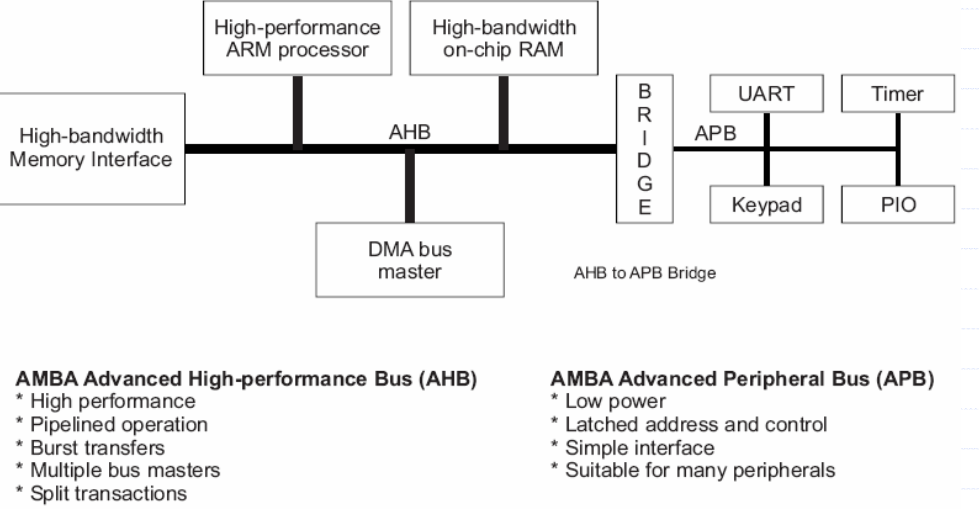 High-performance
ARM processor
High-bandwidth
on-chip RAM
High-bandwidth
Memory Interface
AHB
B
R
I
D
G
E
APB
UART
Timer
Keypad
PIO
DMA bus
master
AHB to APB Bridge
AMBA Advanced High-performance Bus (AHB)
* High performance
* Pipelined operation
* Burst transfers
* Multiple bus masters
* Split transactions
AMBA Advanced Peripheral Bus (APB)
* Low power
* Latched address and control
* Simple interface
* Suitable for many peripherals